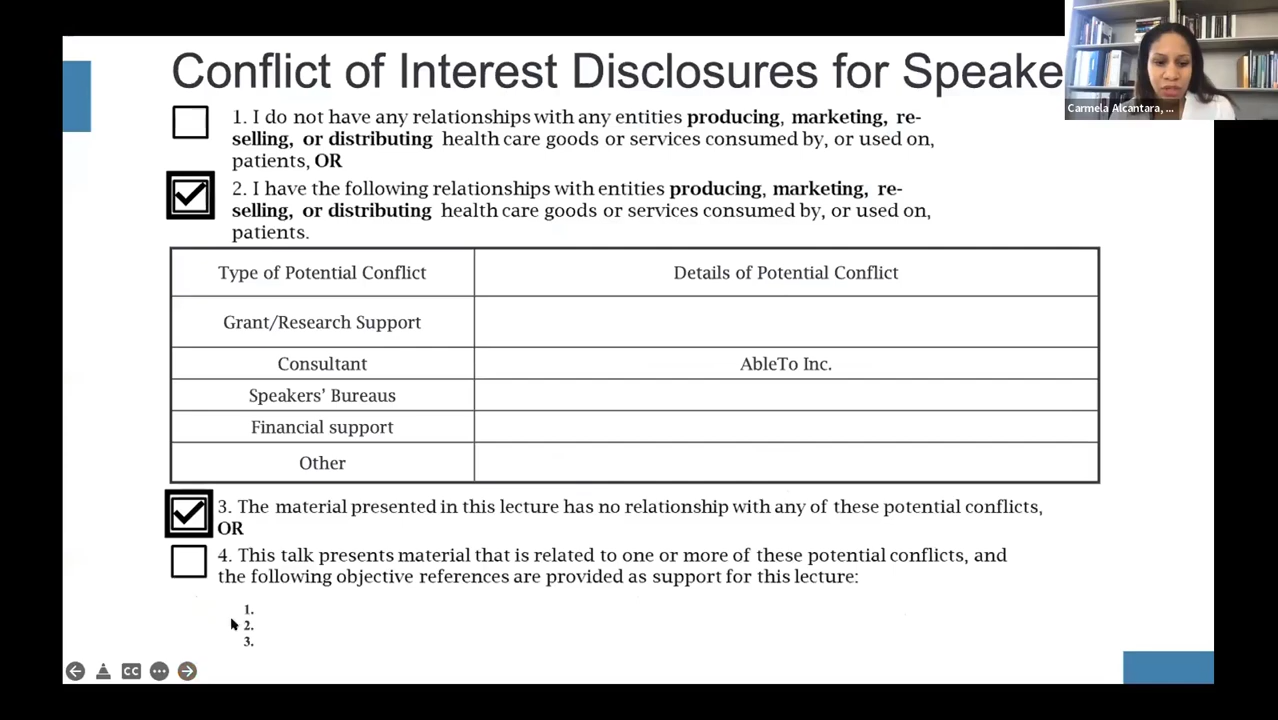 Conflict of Interest Disclosures for Speake
Carmela Alcantara, ...
1. I do not have any relationships with any entities producing, marketing, re-
selling, or distributing health care goods or services consumed by, or used on,
patients, OR
2. I have the following relationships with entities producing, marketing, re-
selling, or distributing health care goods or services consumed by, or used on,
patients.
Type of Potential Conflict
Details of Potential Conflict
Grant/Research Support
Consultant
AbleTo Inc.
Speakers’ Bureaus
Financial support
Other
3. The material presented in this lecture has no relationship with any of these potential conflicts,
OR
4. This talk presents material that is related to one or more of these potential conflicts, and
the following objective references are provided as support for this lecture:
1.
2.
3.
CC